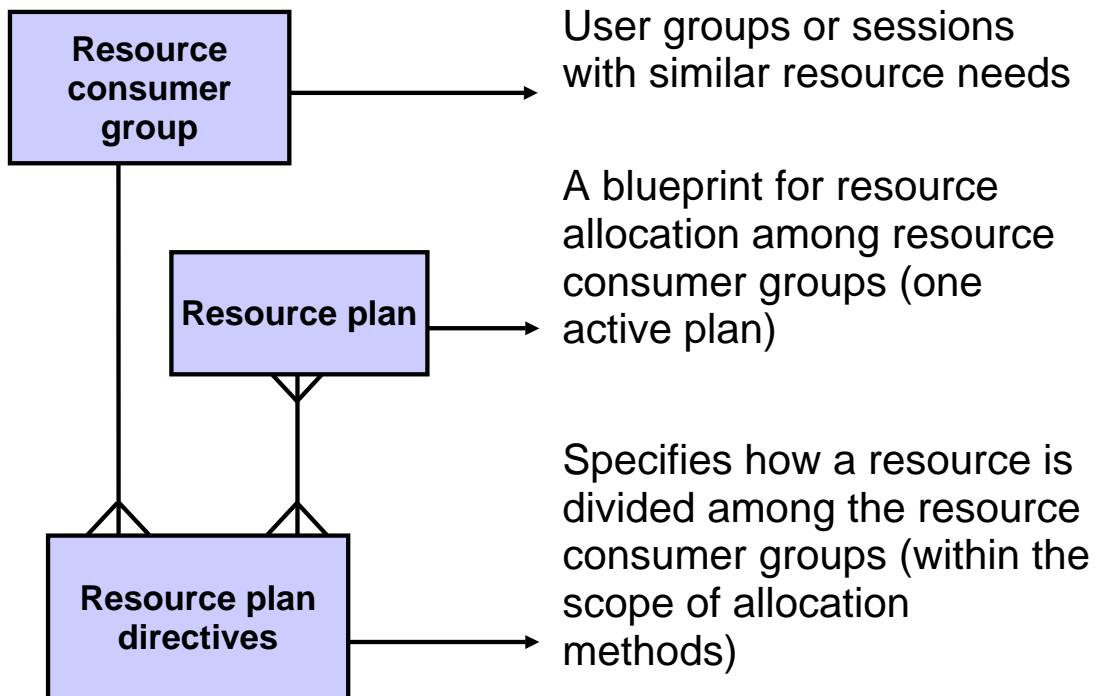 Resource
consumer
group
User groups or sessions
with similar resource needs
Resource plan
A blueprint for resource
allocation among resource
consumer groups (one
active plan)
Resource plan
directives
Specifies how a resource is
divided among the resource
consumer groups (within the
scope of allocation
methods)